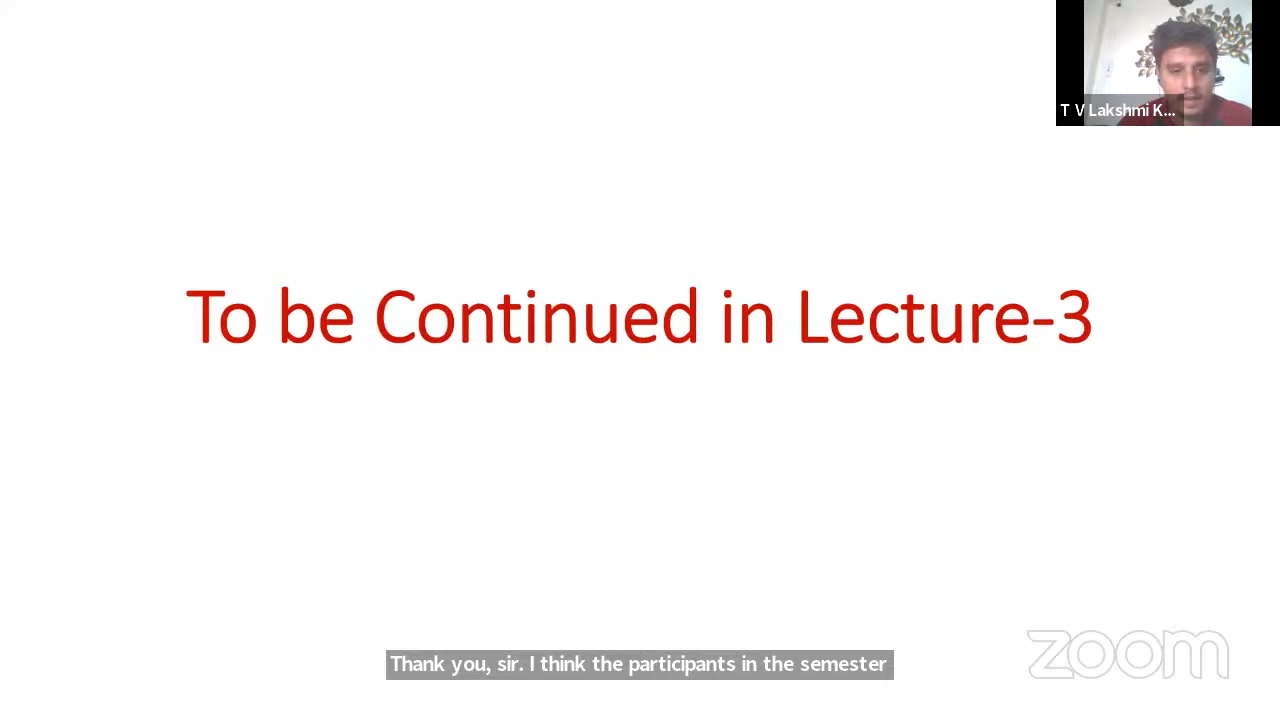 T V Lakshmi K...
To be Continued in Lecture-3
Thank you, sir. I think the participants in the semester
zoom